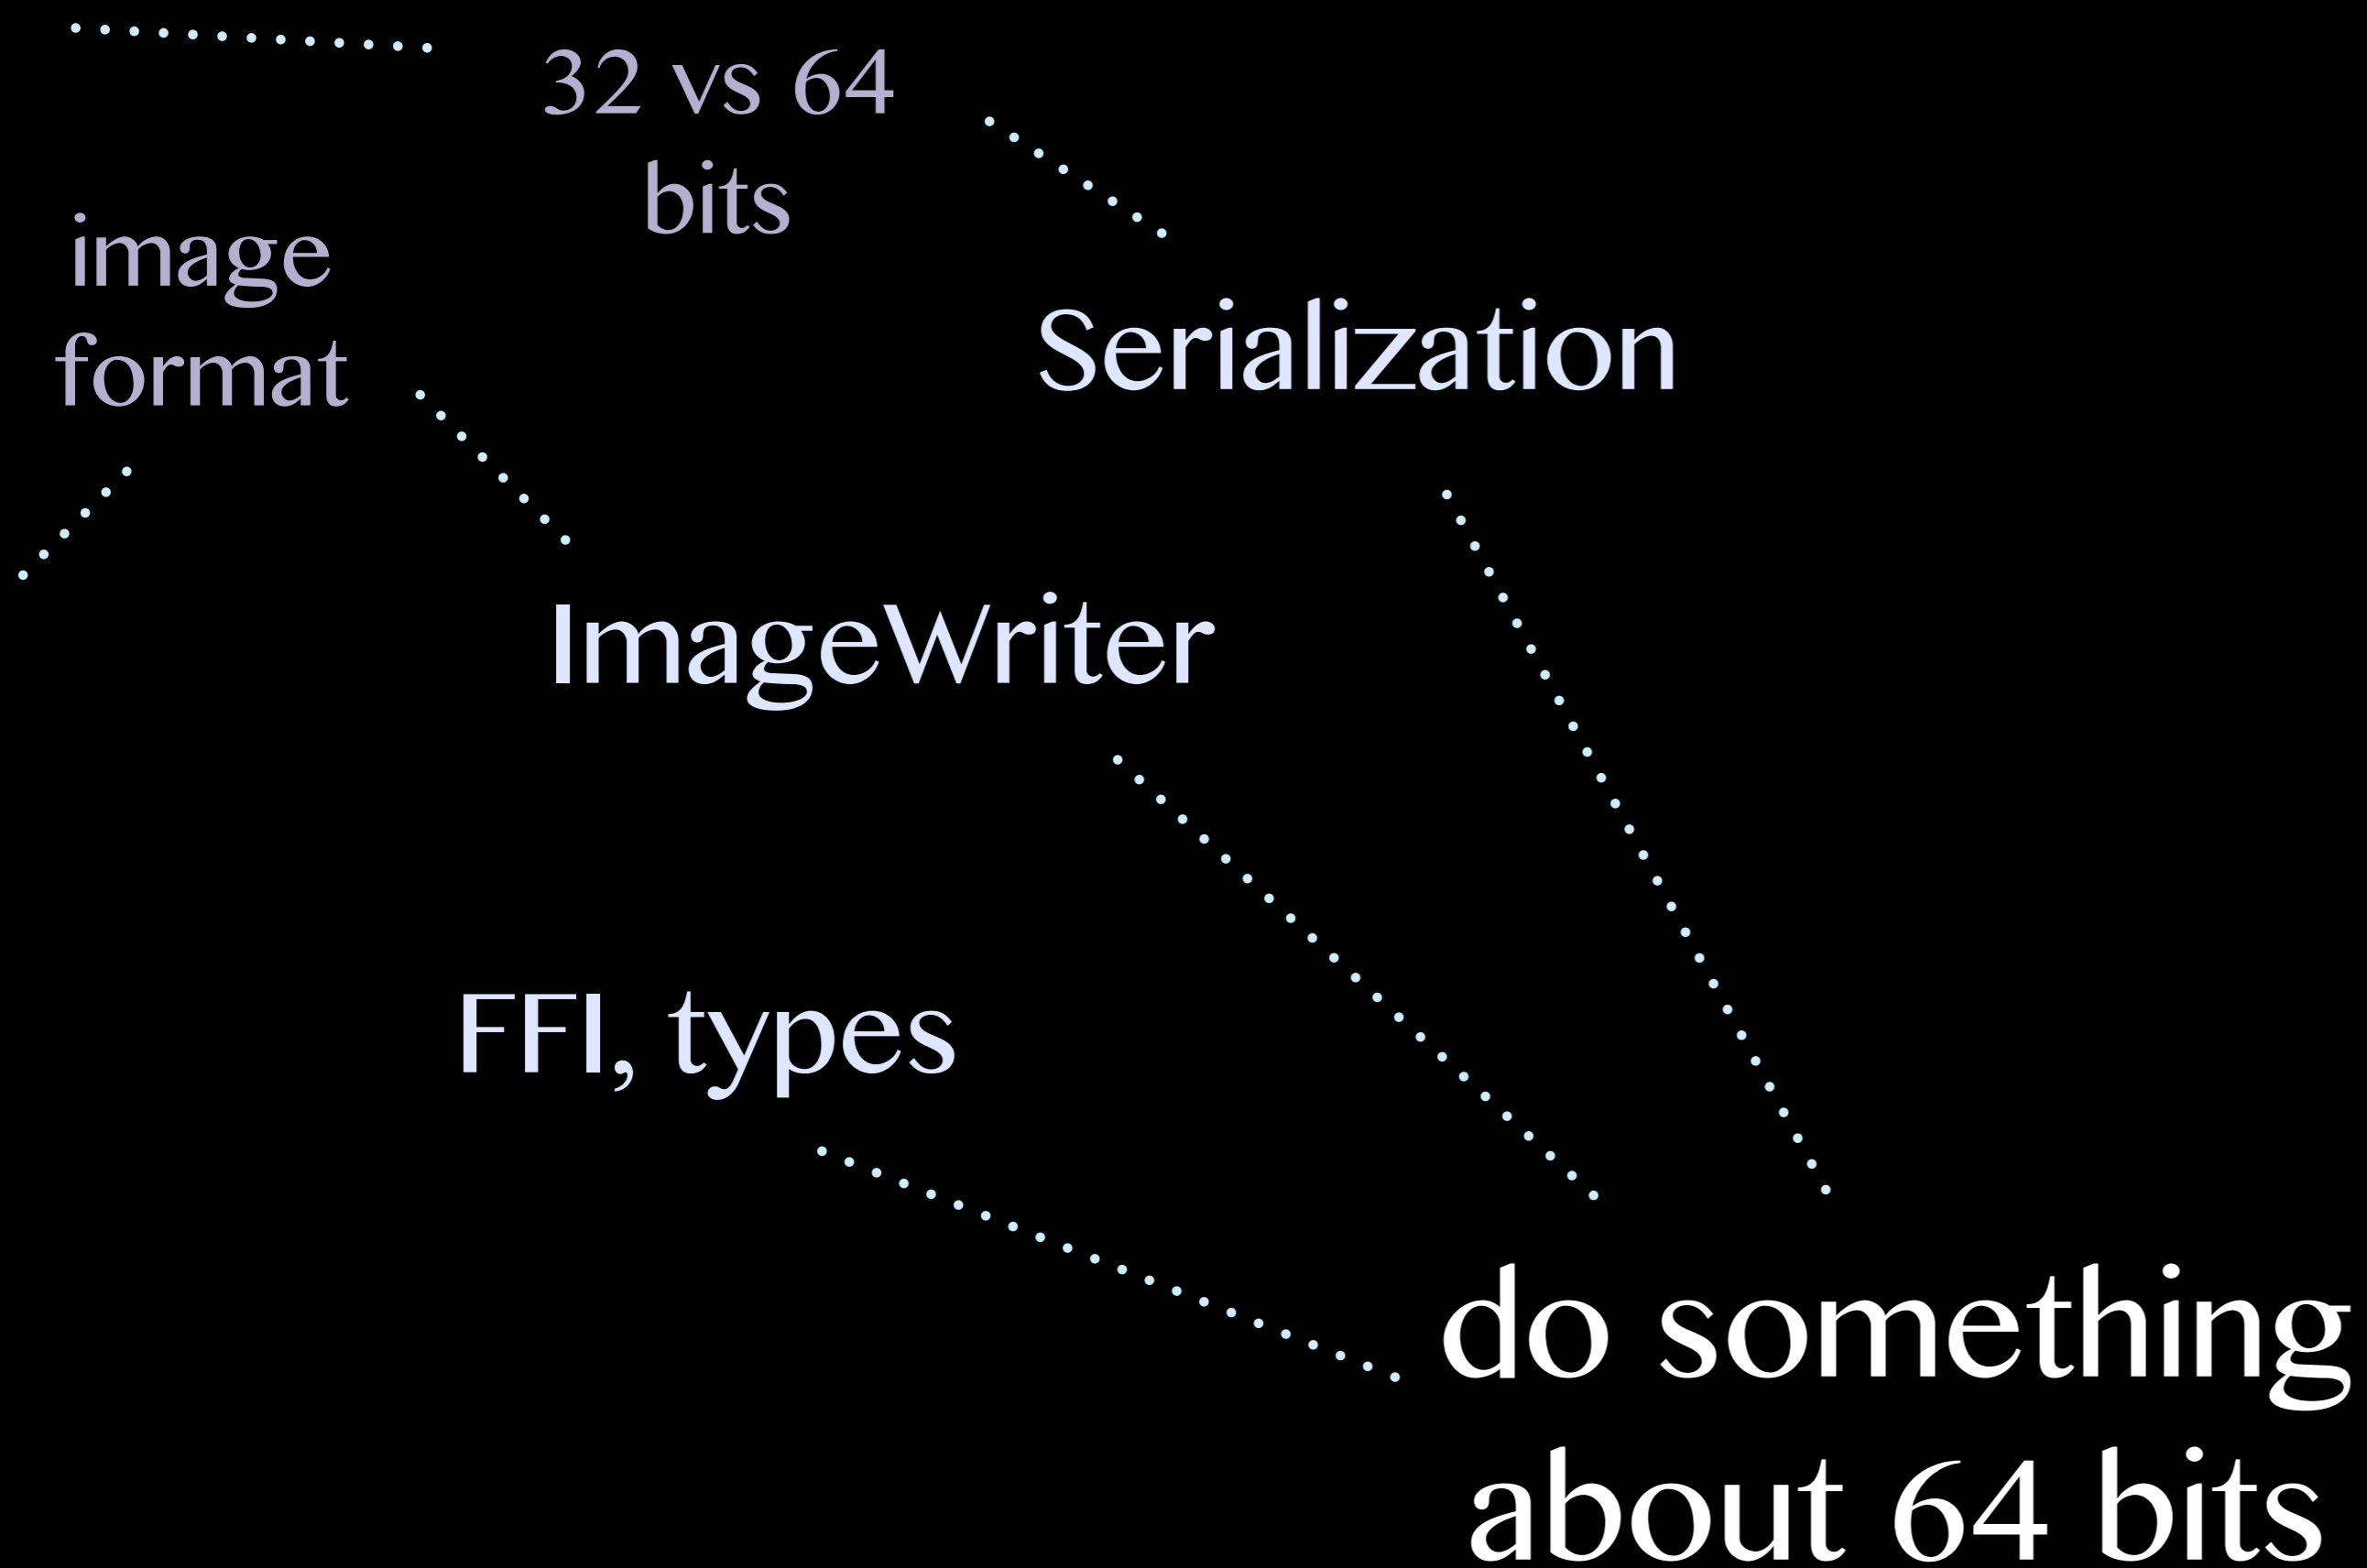 32 vs 64
bits
image
format
Serialization
ImageWriter
FFI, types
do something
about 64 bits